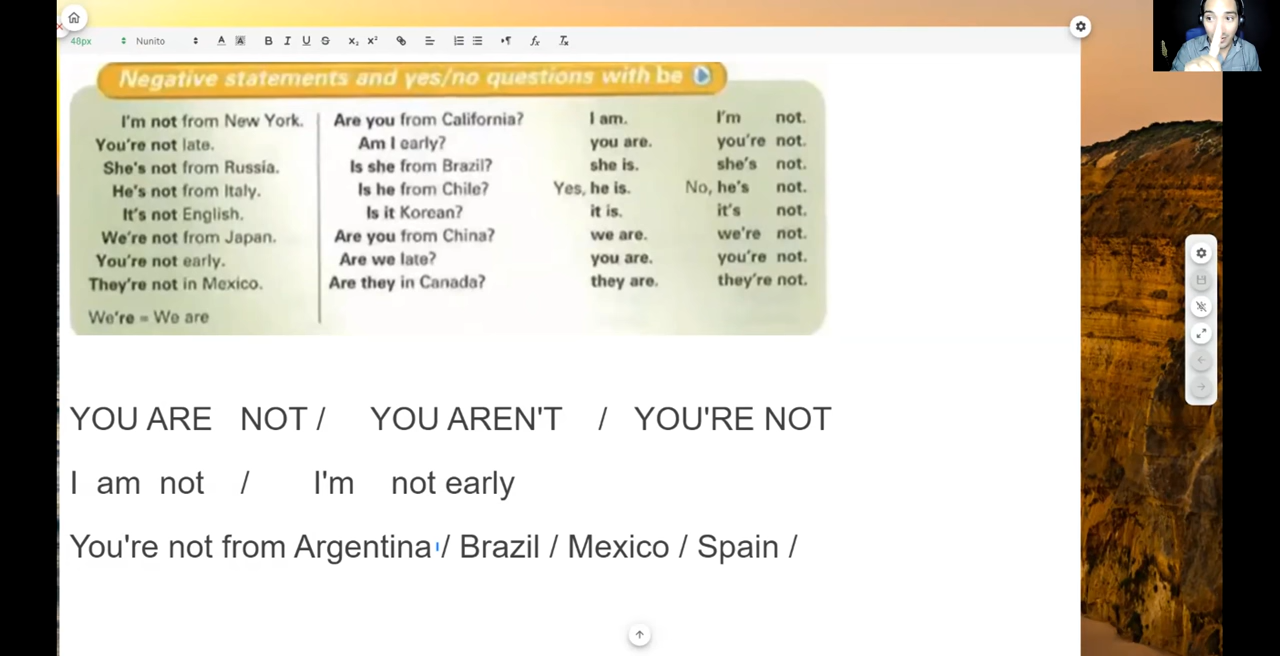 48px Nunito A A B I U S X₂ X² fx Tx
Negative statements and yes/no questions with be
I'm not from New York. Are you from California? I am. I'm not.
You're not late. Am I early? you are. you're not.
She's not from Russia. Is she from Brazil? she is. she's not.
He's not from Italy. Is he from Chile? Yes, he is. No, he's not.
It's not English. Is it Korean? it is. it's not.
We're not from Japan. Are you from China? we are. we're not.
You're not early. Are we late? you are. you're not.
They're not in Mexico. Are they in Canada? they are. they're not.
We're = We are
YOU ARE NOT / YOU AREN'T / YOU'RE NOT
I am not / I'm not early
You're not from Argentina / Brazil / Mexico / Spain /